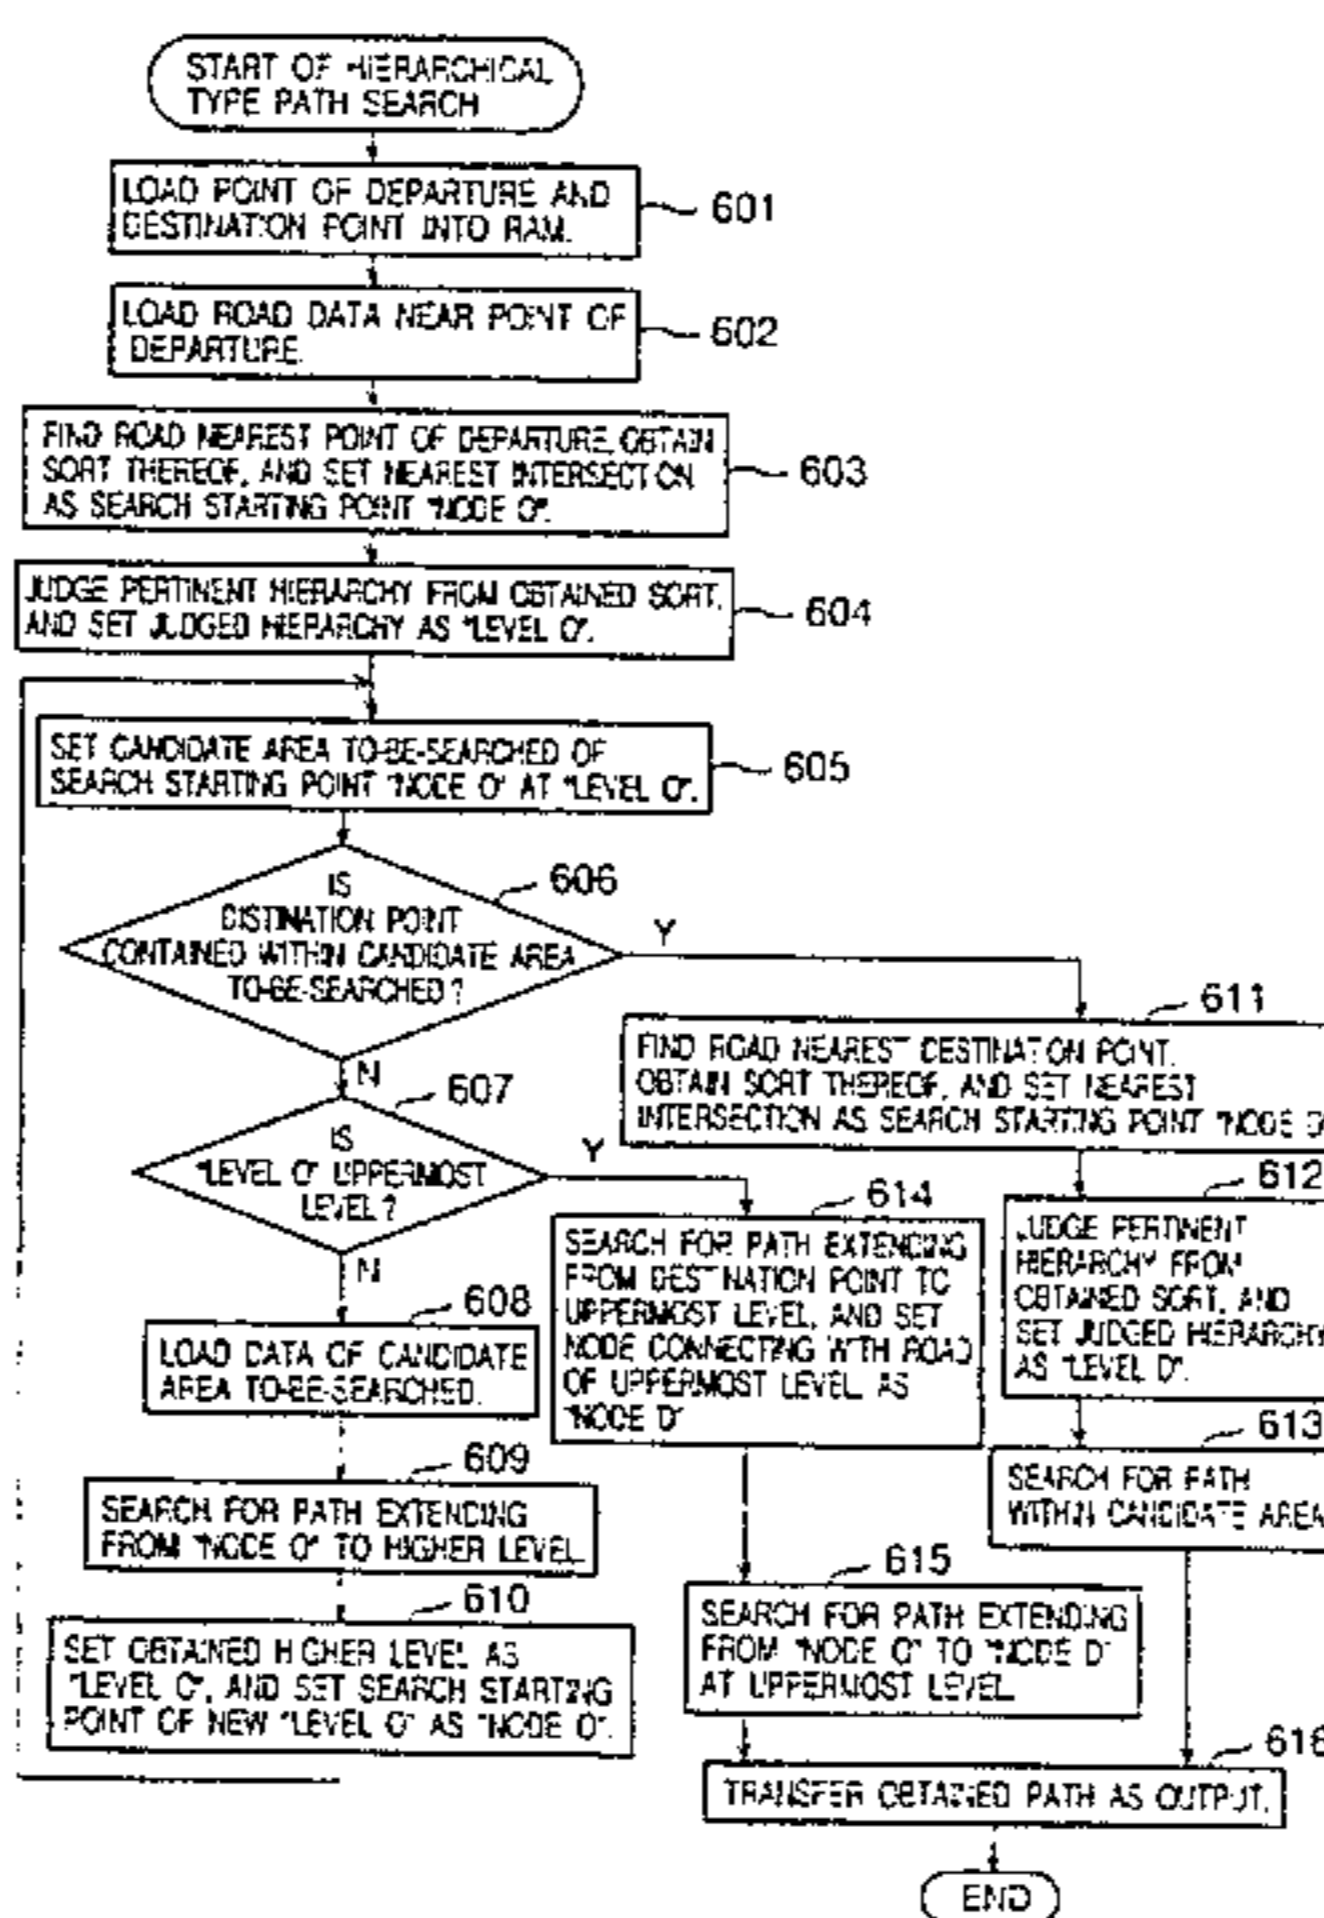 START OF HIERARCHICAL
TYPE PATH SEARCH
LOAD POINT OF DEPARTURE AND
DESTINATION POINT INTO RAM.
601
LOAD ROAD DATA NEAR POINT OF
DEPARTURE.
602
FIND ROAD NEAREST POINT OF DEPARTURE, OBTAIN
SORT THEREOF, AND SET NEAREST INTERSECTION
AS SEARCH STARTING POINT "NODE O".
603
JUDGE PERTINENT HIERARCHY FROM OBTAINED SORT,
AND SET JUDGED HIERARCHY AS "LEVEL O".
604
SET CANDIDATE AREA TO-BE-SEARCHED OF
SEARCH STARTING POINT "NODE O" AT "LEVEL O".
605
606
IS
DISTINATION POINT
CONTAINED WITHIN CANDIDATE AREA
TO-BE-SEARCHED?
Y
N
607
IS
"LEVEL O" UPPERMOST
LEVEL?
Y
N
608
LOAD DATA OF CANDIDATE
AREA TO-BE-SEARCHED.
609
SEARCH FOR PATH EXTENDING
FROM "NODE O" TO HIGHER LEVEL
610
SET OBTAINED HIGHER LEVEL AS
"LEVEL O", AND SET SEARCH STARTING
POINT OF NEW "LEVEL O" AS "NODE O".
611
FIND ROAD NEAREST DESTINATION POINT,
OBTAIN SORT THEREOF, AND SET NEAREST
INTERSECTION AS SEARCH STARTING POINT "NODE D"
612
JUDGE PERTINENT
HIERARCHY FROM
OBTAINED SORT, AND
SET JUDGED HIERARCHY
AS "LEVEL D".
613
SEARCH FOR PATH
WITHIN CANDIDATE AREA
614
SEARCH FOR PATH EXTENDING
FROM DESTINATION POINT TO
UPPERMOST LEVEL, AND SET
NODE CONNECTING WITH ROAD
OF UPPERMOST LEVEL, AS
"NODE D"
615
SEARCH FOR PATH EXTENDING
FROM "NODE O" TO "NODE D"
AT UPPERMOST LEVEL.
616
TRANSFER OBTAINED PATH AS OUTPUT.
END